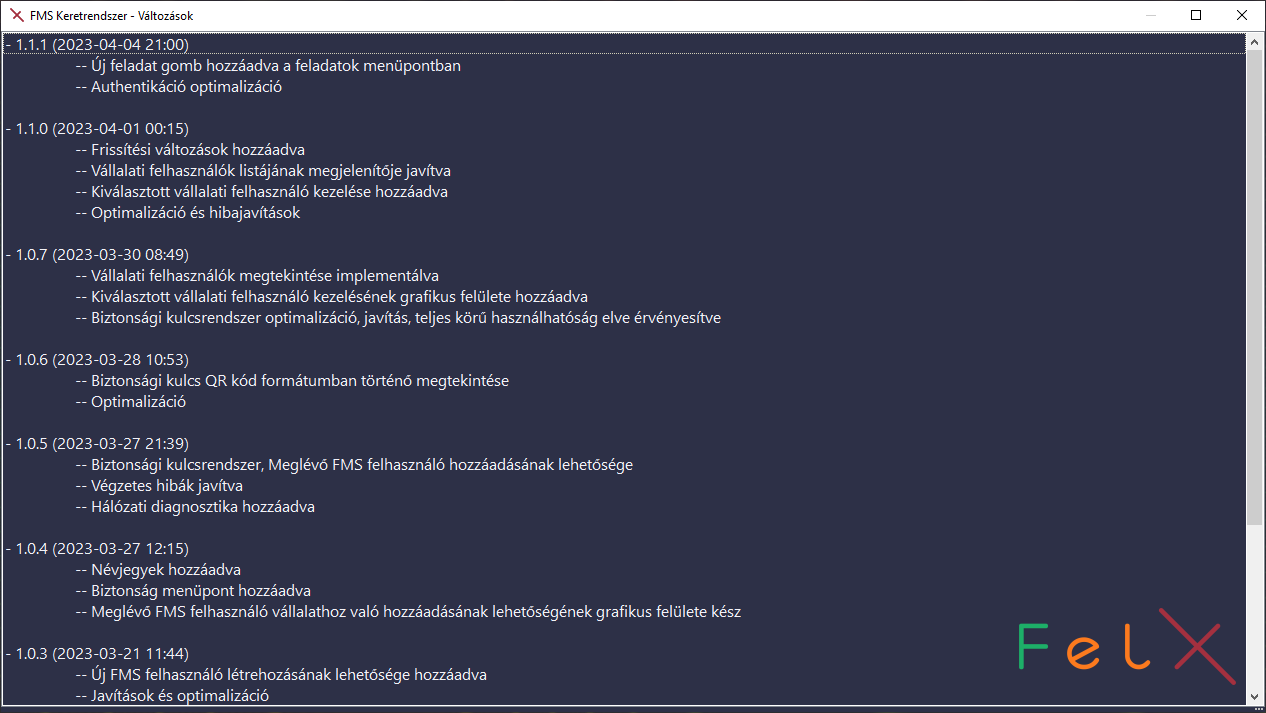 FMS Keretrendszer - Változások
- 1.1.1 (2023-04-04 21:00)
-- Új feladat gomb hozzáadva a feladatok menüpontban
-- Authentikáció optimalizáció
- 1.1.0 (2023-04-01 00:15)
-- Frissítési változások hozzáadva
-- Vállalati felhasználók listájának megjelenítője javítva
-- Kiválasztott vállalati felhasználó kezelése hozzáadva
-- Optimalizáció és hibajavítások
- 1.0.7 (2023-03-30 08:49)
-- Vállalati felhasználók megtekintése implementálva
-- Kiválasztott vállalati felhasználó kezelésének grafikus felülete hozzáadva
-- Biztonsági kulcsrendszer optimalizáció, javítás, teljes körű használhatóság elve érvényesítve
- 1.0.6 (2023-03-28 10:53)
-- Biztonsági kulcs QR kód formátumban történő megtekintése
-- Optimalizáció
- 1.0.5 (2023-03-27 21:39)
-- Biztonsági kulcsrendszer, Meglévő FMS felhasználó hozzáadásának lehetősége
-- Végzetes hibák javítva
-- Hálózati diagnosztika hozzáadva
- 1.0.4 (2023-03-27 12:15)
-- Névjegyek hozzáadva
-- Biztonság menüpont hozzáadva
-- Meglévő FMS felhasználó vállalathoz való hozzáadásának lehetőségének grafikus felülete kész
- 1.0.3 (2023-03-21 11:44)
-- Új FMS felhasználó létrehozásának lehetősége hozzáadva
-- Javítások és optimalizáció
FelX